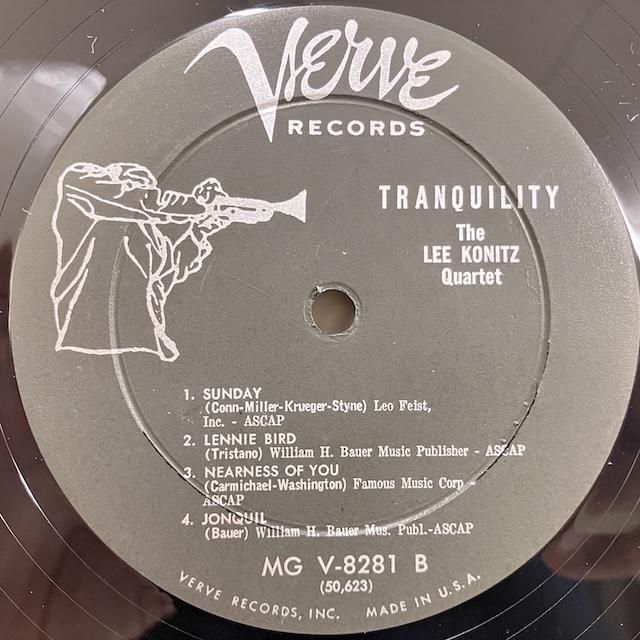 Verve
RECORDS
TRANQUILITY
The
LEE KONITZ
Quartet
1. SUNDAY
(Conn-Miller-Krueger-Styne) Leo Feist,
Inc. - ASCAP
2. LENNIE BIRD
(Tristano) William H. Bauer Music Publisher - ASCAP
3. NEARNESS OF YOU
(Carmichael-Washington) Famous Music Corp -
ASCAP
4. JONQUIL
(Bauer) William H. Bauer Mus. Publ.-ASCAP
MG V-8281 B
(50,623)
VERVE RECORDS, INC. MADE IN U.S.A.